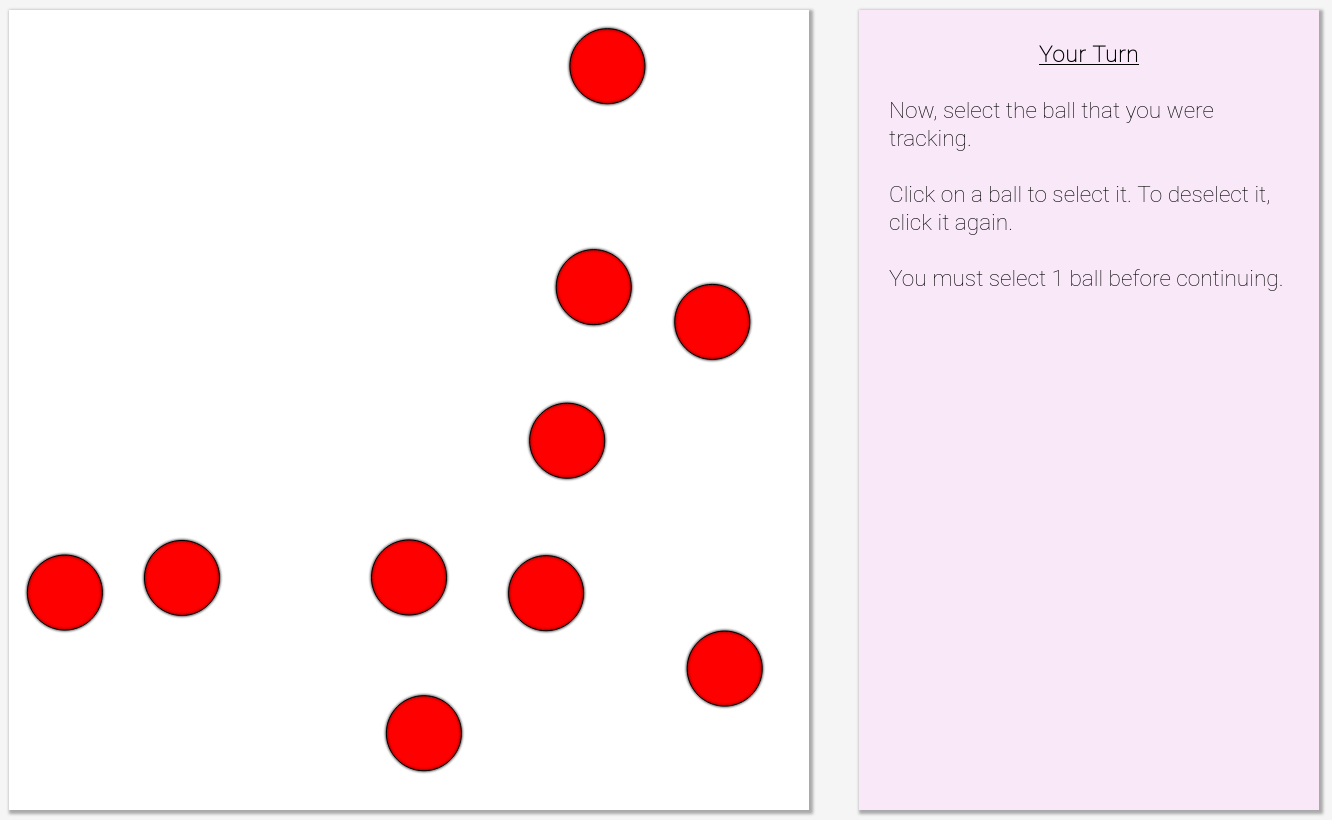 Your Turn
Now, select the ball that you were
tracking.
Click on a ball to select it. To deselect it,
click it again.
You must select 1 ball before continuing.